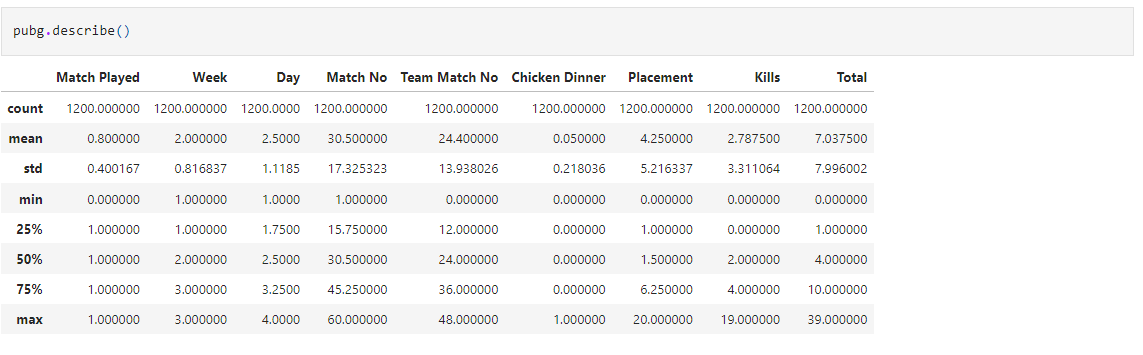 pubg.describe()
Match Played Week Day Match No Team Match No Chicken Dinner Placement Kills Total
count 1200.000000 1200.000000 1200.0000 1200.000000 1200.000000 1200.000000 1200.000000 1200.000000 1200.000000
mean 0.800000 2.000000 2.5000 30.500000 24.400000 0.050000 4.250000 2.787500 7.037500
std 0.400167 0.816837 1.1185 17.325323 13.938026 0.218036 5.216337 3.311064 7.996002
min 0.000000 1.000000 1.0000 1.000000 0.000000 0.000000 0.000000 0.000000 0.000000
25% 1.000000 1.000000 1.7500 15.750000 12.000000 0.000000 1.000000 0.000000 1.000000
50% 1.000000 2.000000 2.5000 30.500000 24.000000 0.000000 1.500000 2.000000 4.000000
75% 1.000000 3.000000 3.2500 45.250000 36.000000 0.000000 6.250000 4.000000 10.000000
max 1.000000 3.000000 4.0000 60.000000 48.000000 1.000000 20.000000 19.000000 39.000000